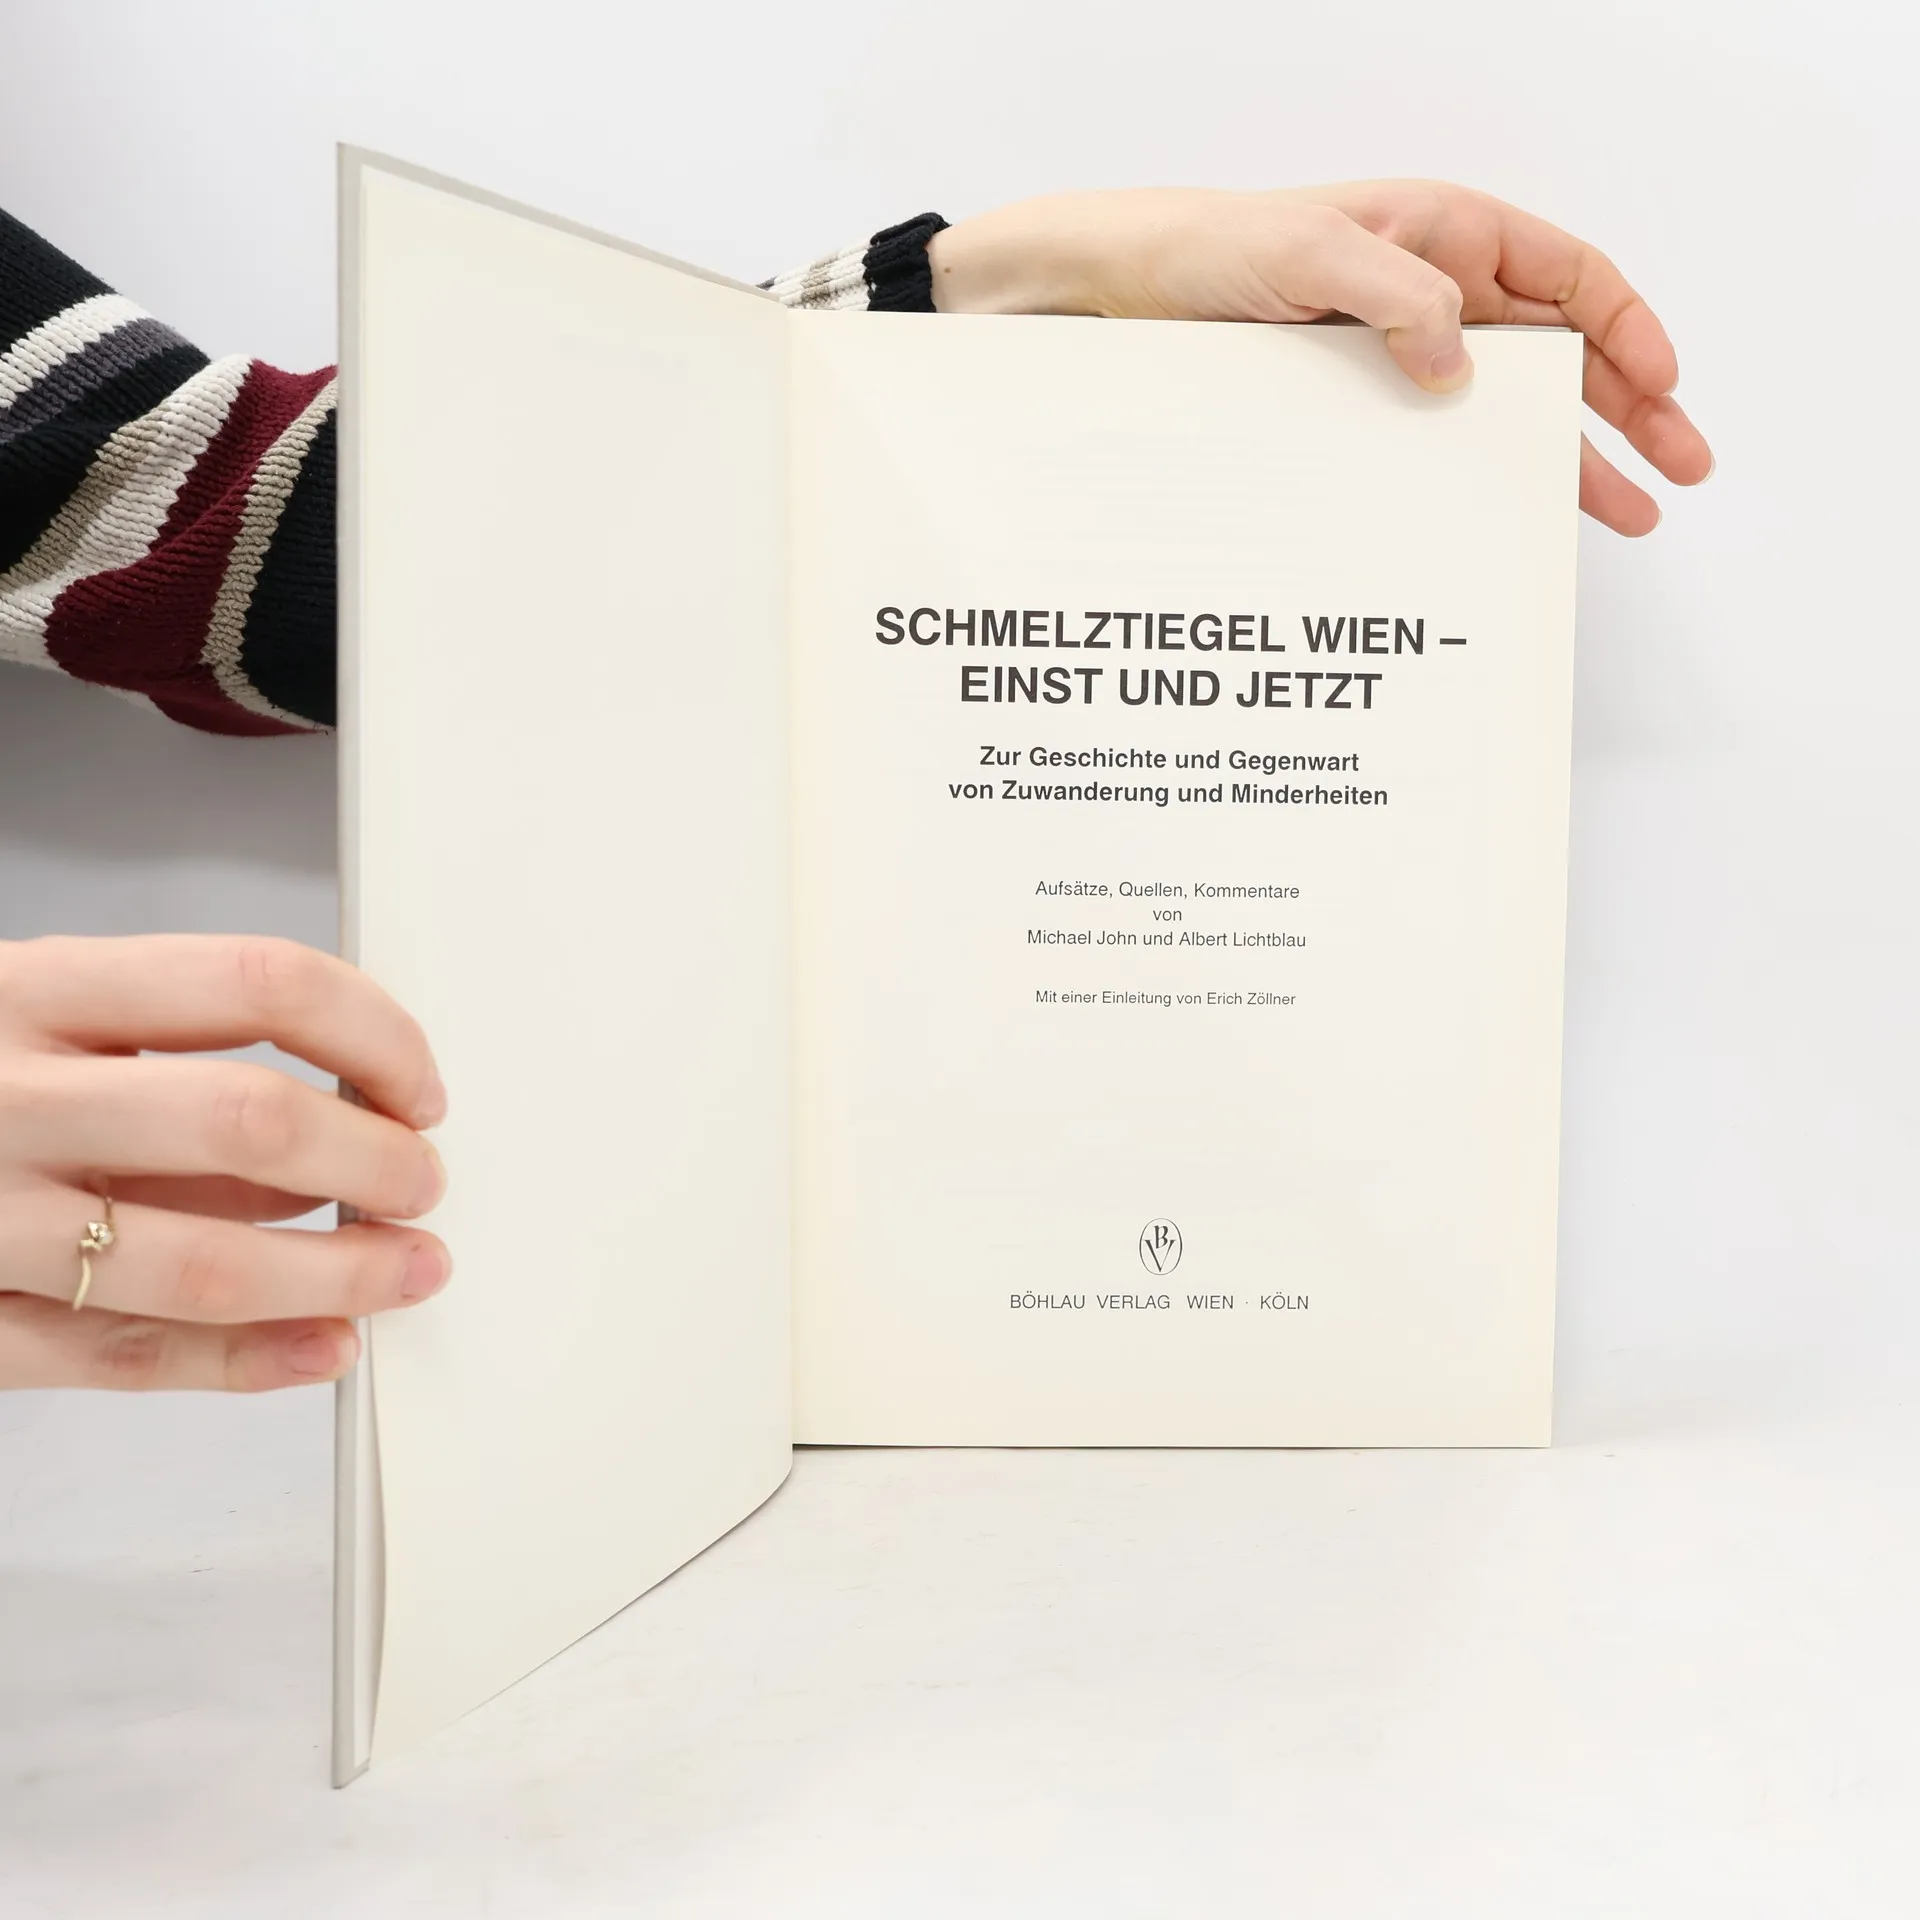 SCHMELZTIEGEL WIEN –
EINST UND JETZT
Zur Geschichte und Gegenwart
von Zuwanderung und Minderheiten
Aufsätze, Quellen, Kommentare
von
Michael John und Albert Lichtblau
Mit einer Einleitung von Erich Zöllner
BV
BÖHLAU VERLAG WIEN · KÖLN